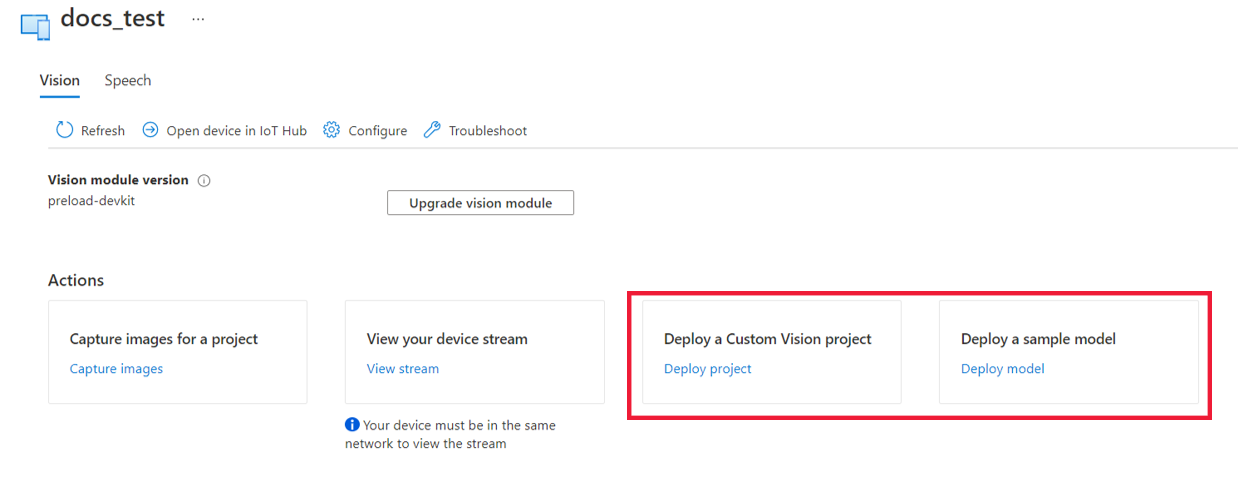 docs_test ...
Vision Speech
Refresh Open device in IoT Hub Configure Troubleshoot
Vision module version
preload-devkit
Upgrade vision module
Actions
Capture images for a project
Capture images
View your device stream
View stream
Your device must be in the same
network to view the stream
Deploy a Custom Vision project
Deploy project
Deploy a sample model
Deploy model